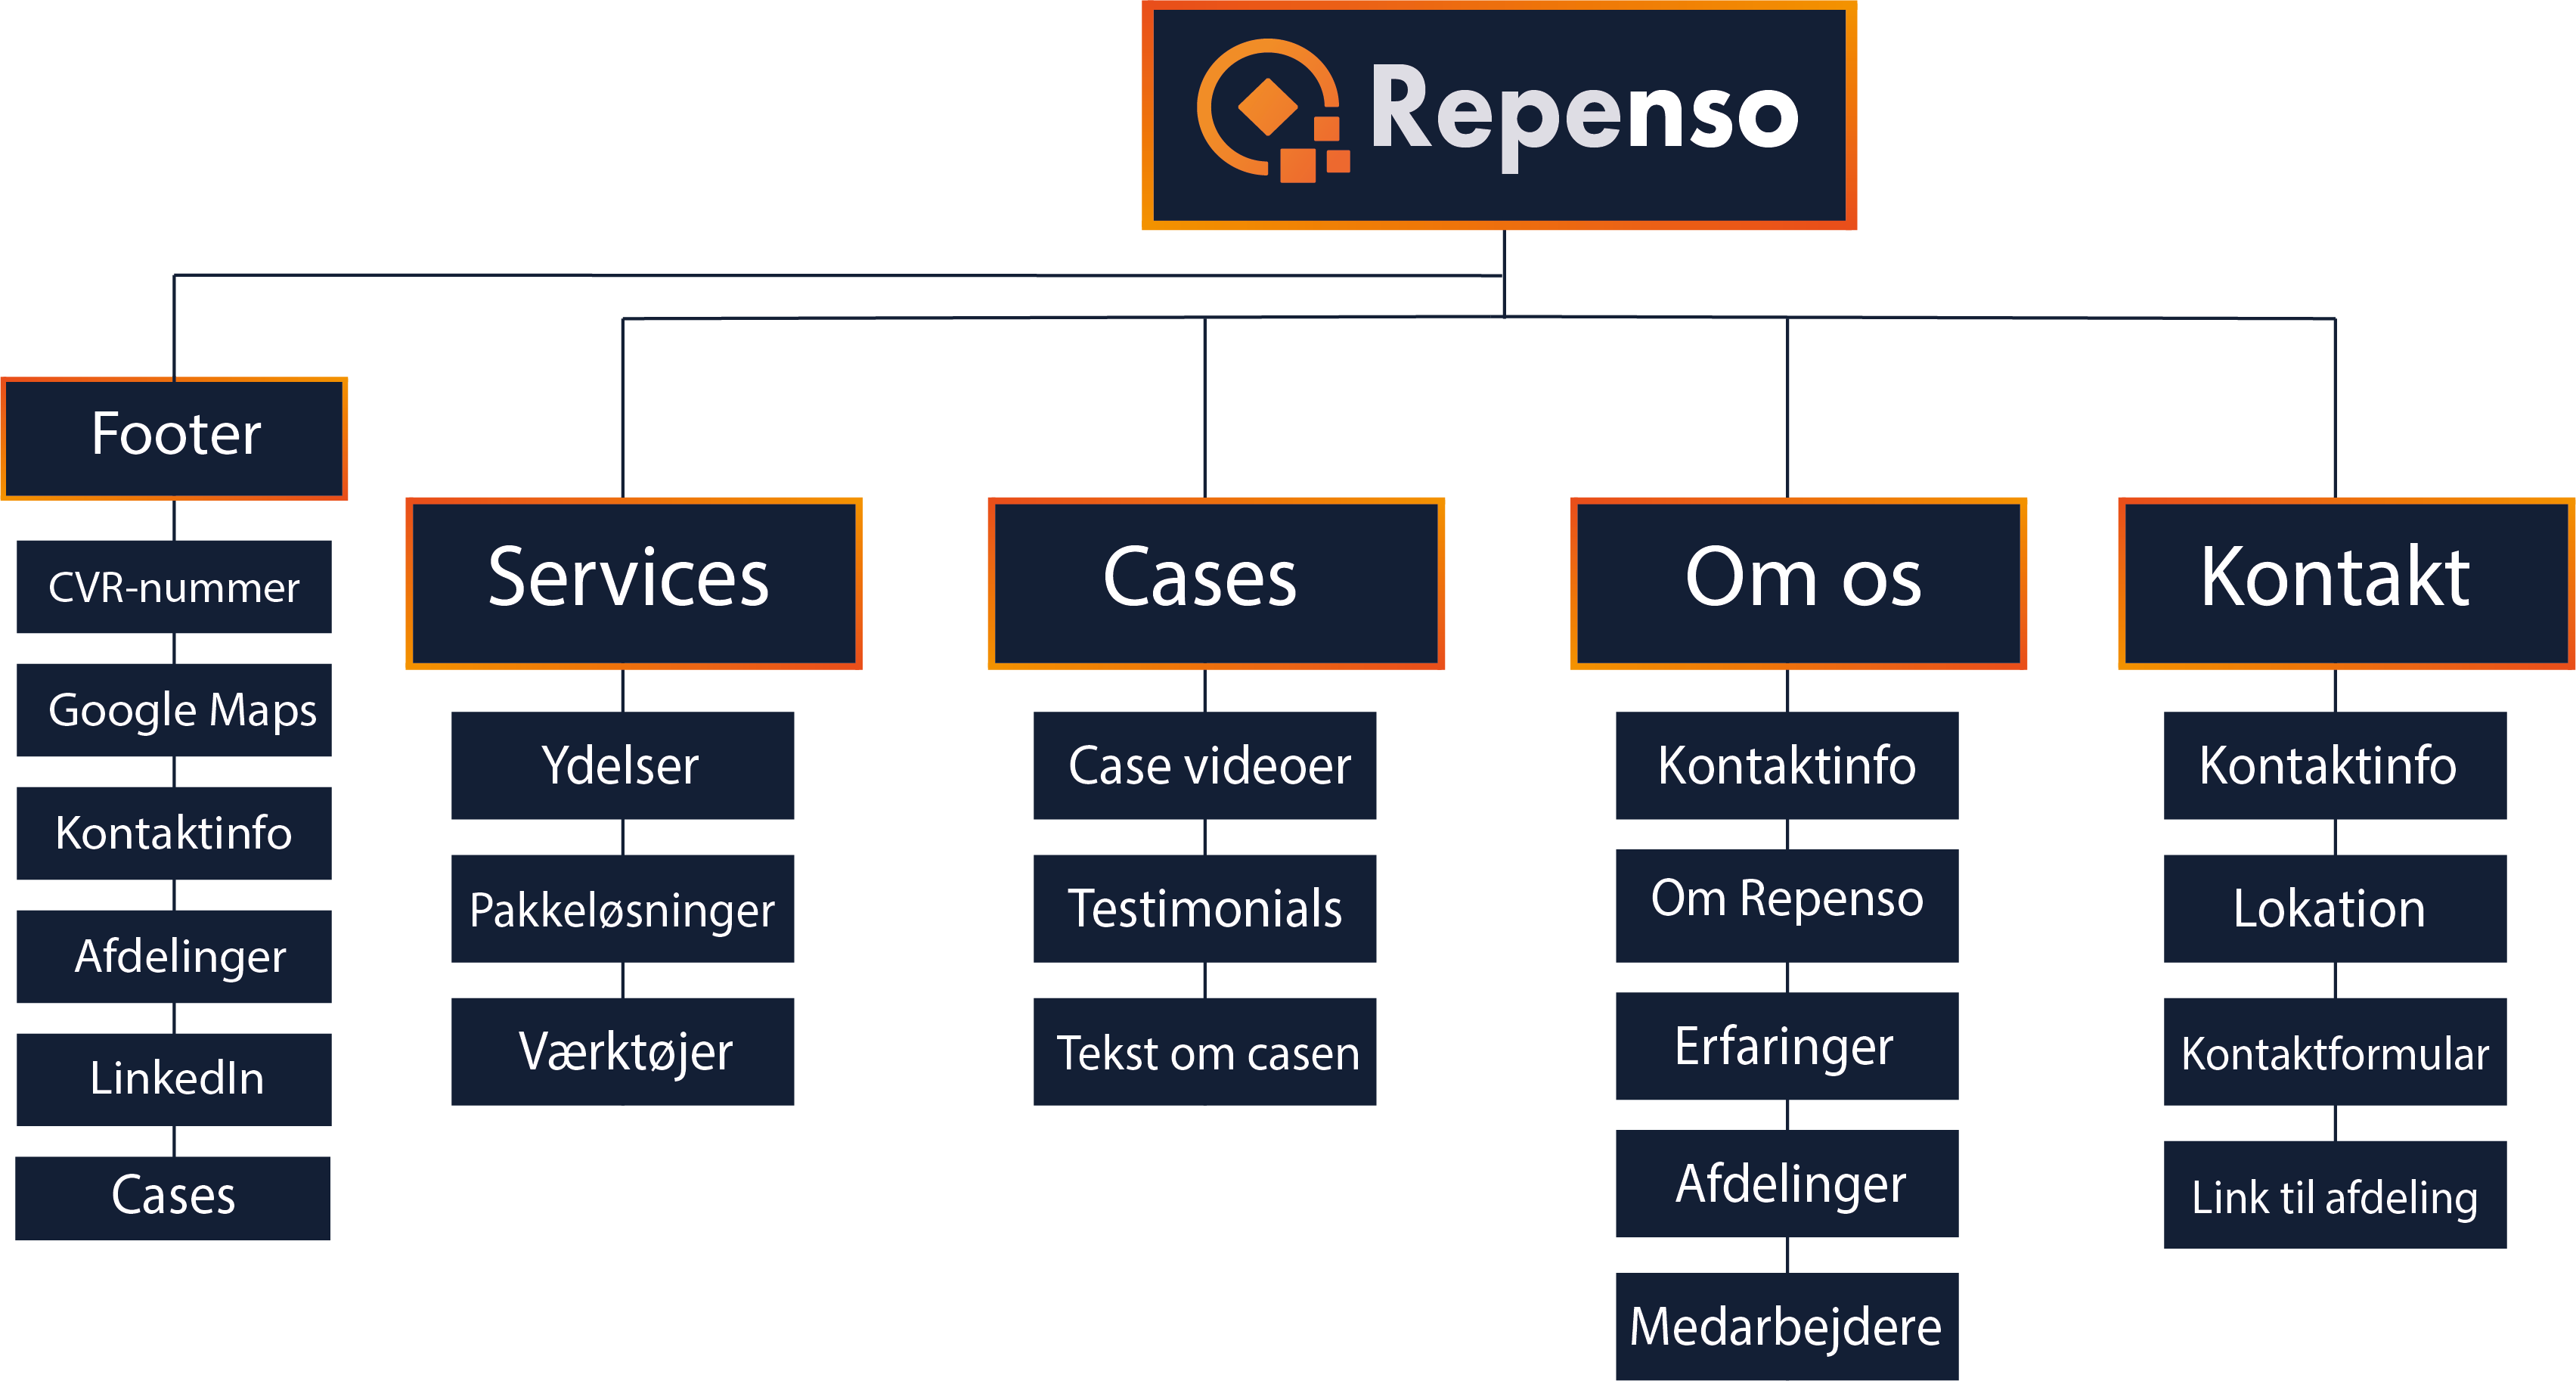 Repenso
Footer
CVR-nummer
Google Maps
Kontaktinfo
Afdelinger
LinkedIn
Cases
Services
Ydelser
Pakkeløsninger
Værktøjer
Cases
Case videoer
Testimonials
Tekst om casen
Om os
Kontaktinfo
Om Repenso
Erfaringer
Afdelinger
Medarbejdere
Kontakt
Kontaktinfo
Lokation
Kontaktformular
Link til afdeling